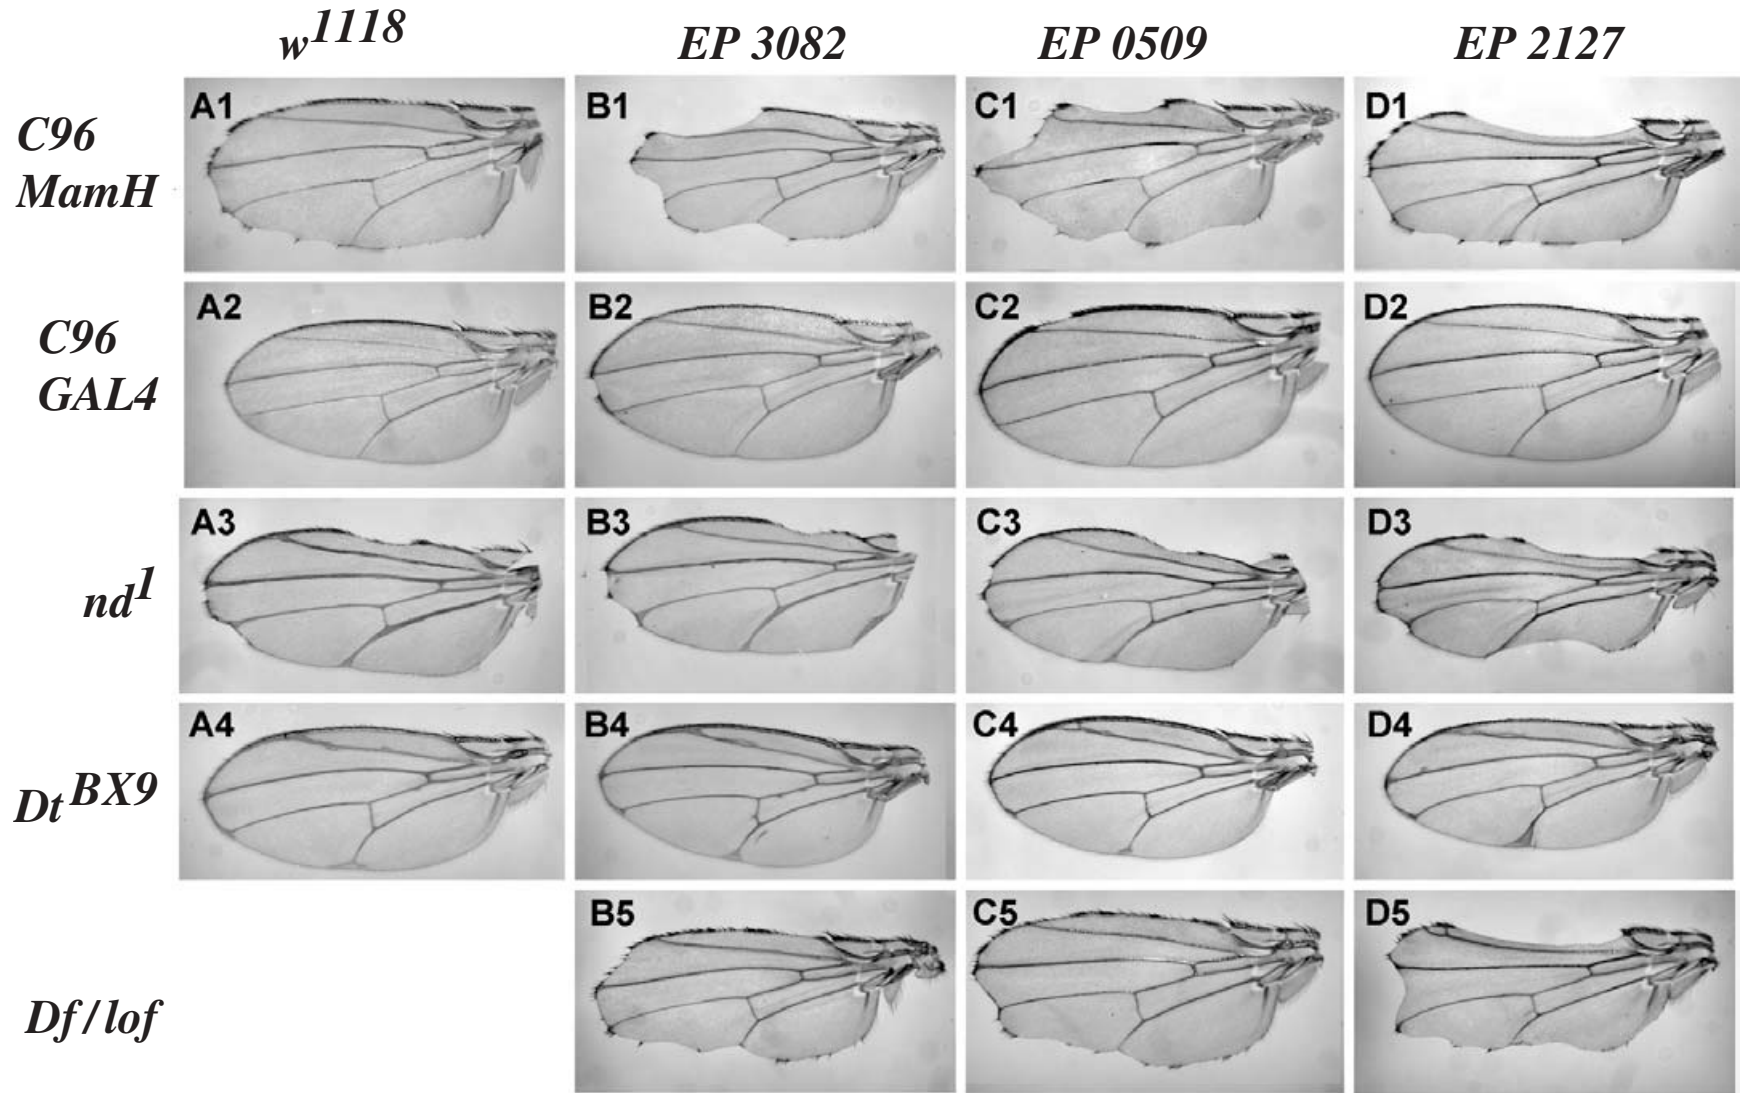 w1118 EP 3082 EP 0509 EP 2127
C96
MamH
A1 B1 C1 D1
C96
GAL4
A2 B2 C2 D2
nd1
A3 B3 C3 D3
DtBX9
A4 B4 C4 D4
Df/lof
B5 C5 D5